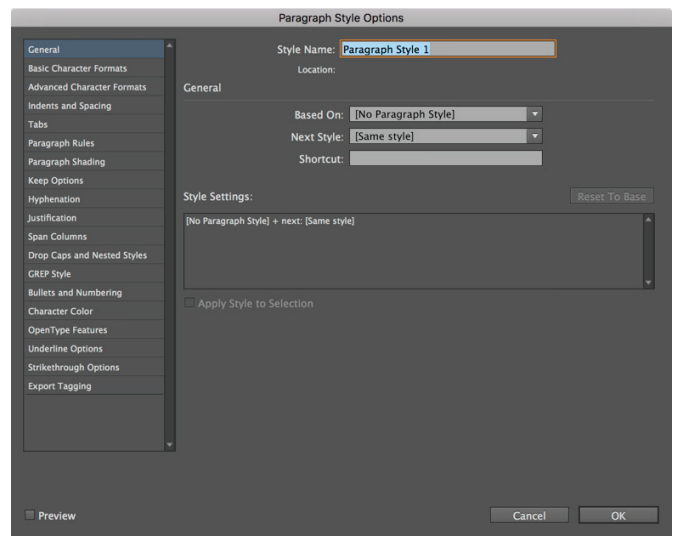 Paragraph Style Options
General
Basic Character Formats
Advanced Character Formats
Indents and Spacing
Tabs
Paragraph Rules
Paragraph Shading
Keep Options
Hyphenation
Justification
Span Columns
Drop Caps and Nested Styles
GREP Style
Bullets and Numbering
Character Color
OpenType Features
Underline Options
Strikethrough Options
Export Tagging
Style Name: Paragraph Style 1
Location:
General
Based On: [No Paragraph Style]
Next Style: [Same style]
Shortcut:
Style Settings: Reset To Base
[No Paragraph Style] + next: [Same style]
Apply Style to Selection
Preview Cancel OK